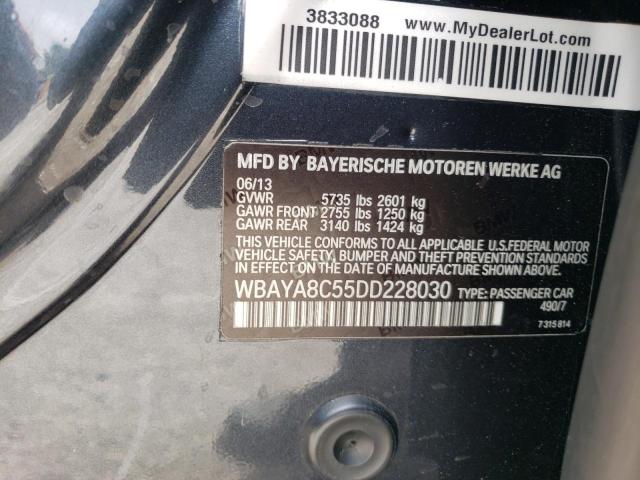 3833088 www.MyDealerLot.com
MFD BY BAYERISCHE MOTOREN WERKE AG
06/13
GVWR 5735 lbs 2601 kg
GAWR FRONT 2755 lbs 1250 kg
GAWR REAR 3140 lbs 1424 kg
THIS VEHICLE CONFORMS TO ALL APPLICABLE U.S. FEDERAL MOTOR
VEHICLE SAFETY, BUMPER AND THEFT PREVENTION STANDARDS
IN EFFECT ON THE DATE OF MANUFACTURE SHOWN ABOVE.
WBAYA8C55DD228030 TYPE: PASSENGER CAR
490/7
7 315 814